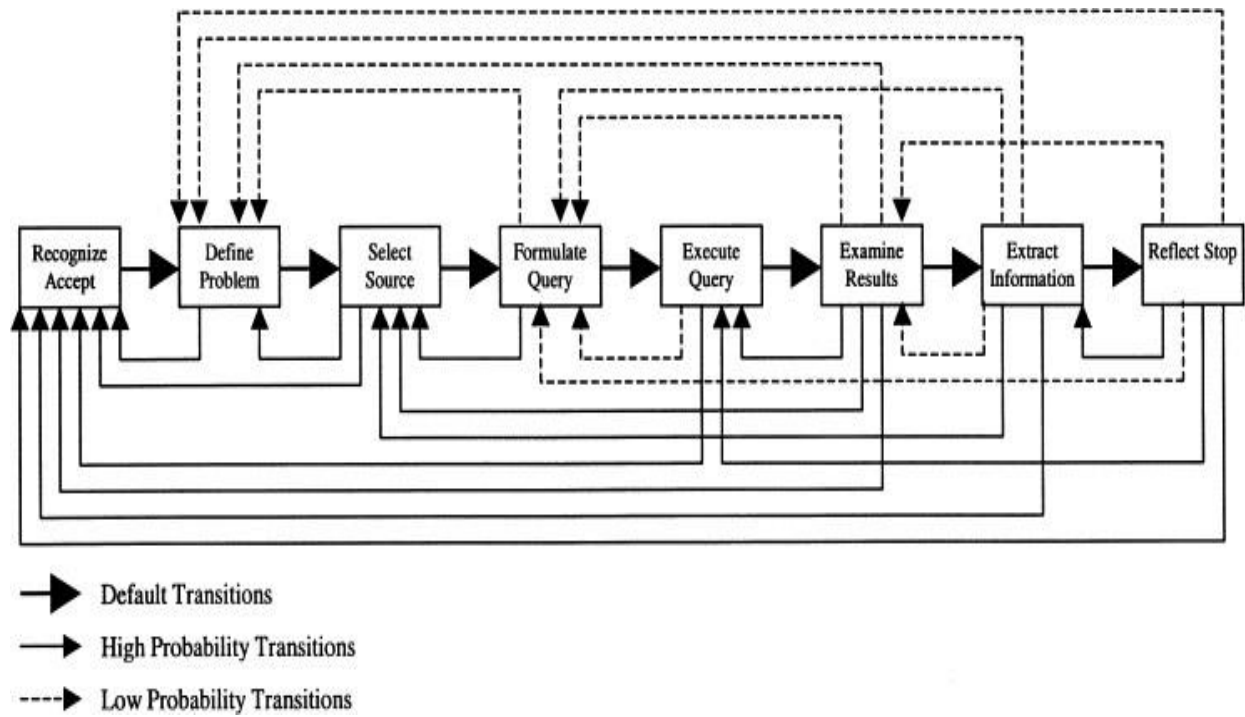 Recognize
Accept
Define
Problem
Select
Source
Formulate
Query
Execute
Query
Examine
Results
Extract
Information
Reflect Stop
Default Transitions
High Probability Transitions
Low Probability Transitions